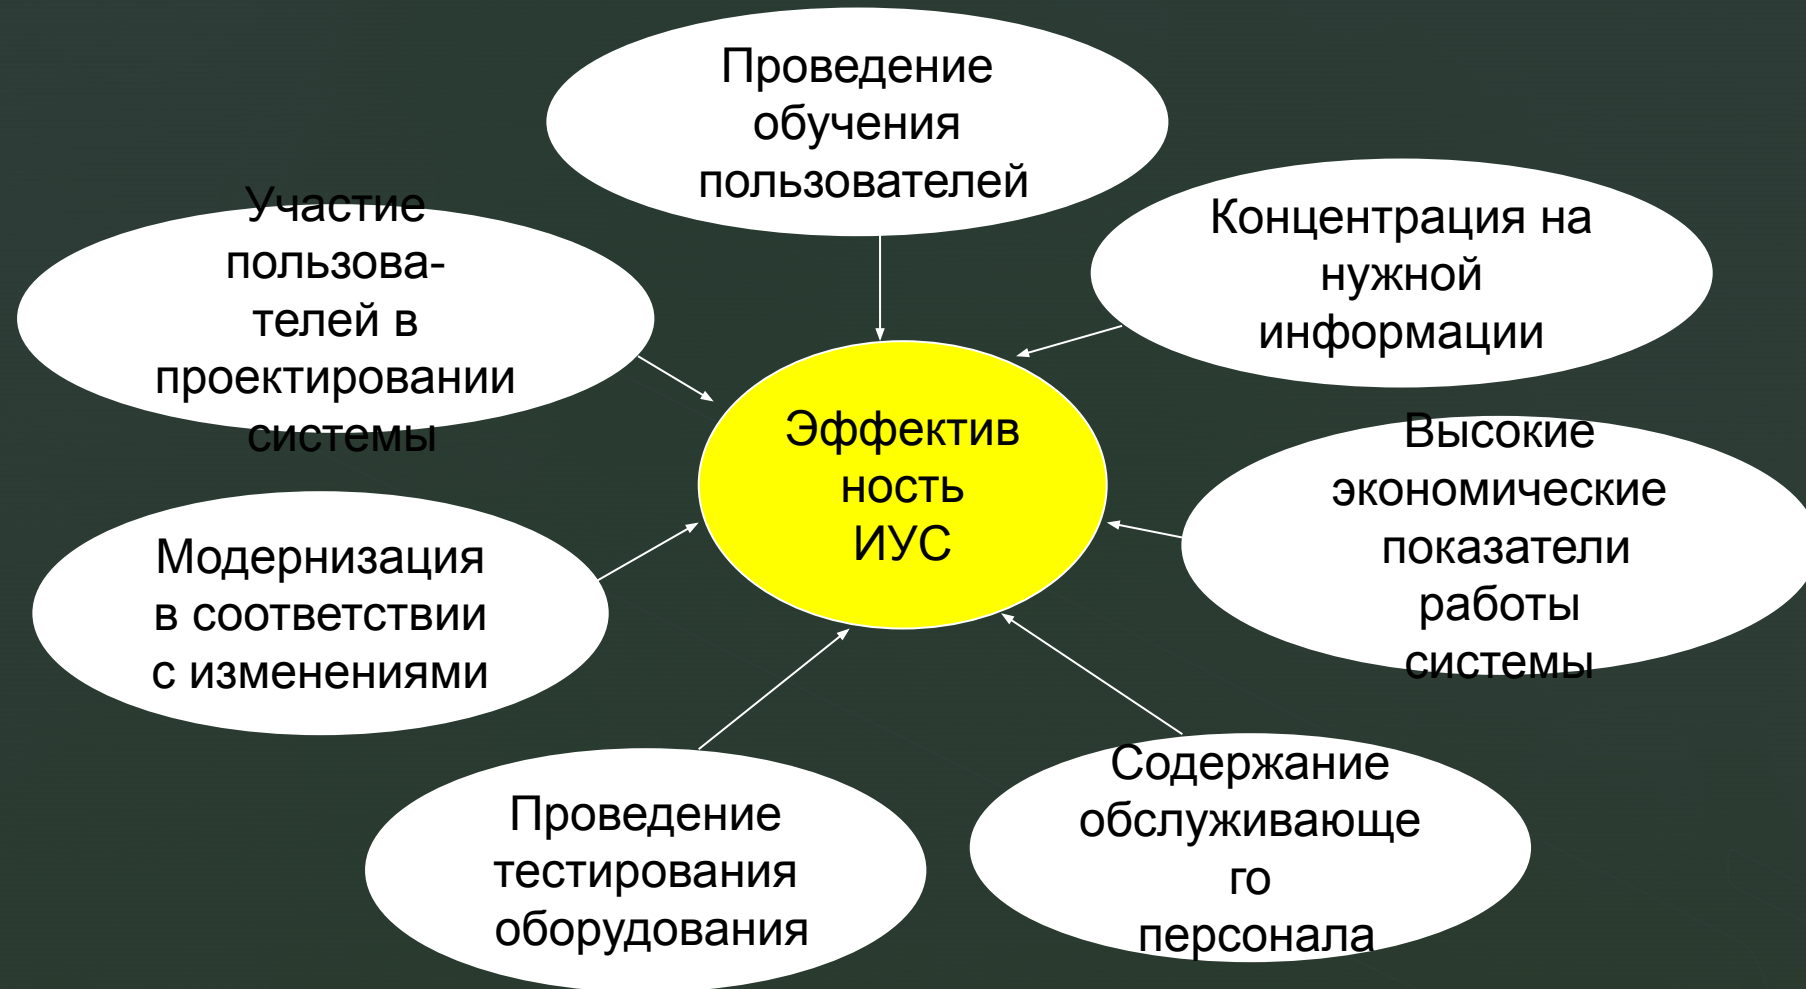 Проведение
обучения
пользователей
Участие
пользова-
телей в
проектировании
системы
Концентрация на
нужной
информации
Эффектив
ность
ИУС
Высокие
экономические
показатели
работы
системы
Модернизация
в соответствии
с изменениями
Проведение
тестирования
оборудования
Содержание
обслуживающе
го
персонала